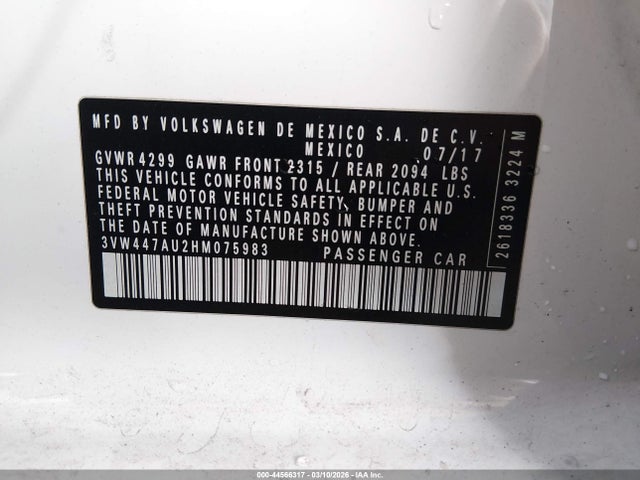 MFD BY VOLKSWAGEN DE MEXICO S.A. DE C.V.
MEXICO 07/17
GVWR 4299 GAWR FRONT 2315 / REAR 2094 LBS
THIS VEHICLE CONFORMS TO ALL APPLICABLE U.S.
FEDERAL MOTOR VEHICLE SAFETY, BUMPER AND
THEFT PREVENTION STANDARDS IN EFFECT ON
THE DATE OF MANUFACTURE SHOWN ABOVE.
3VW447AU2HM075983 PASSENGER CAR
2618336 3224 M
000-44566317 | 03/10/2026 | IAA Inc.